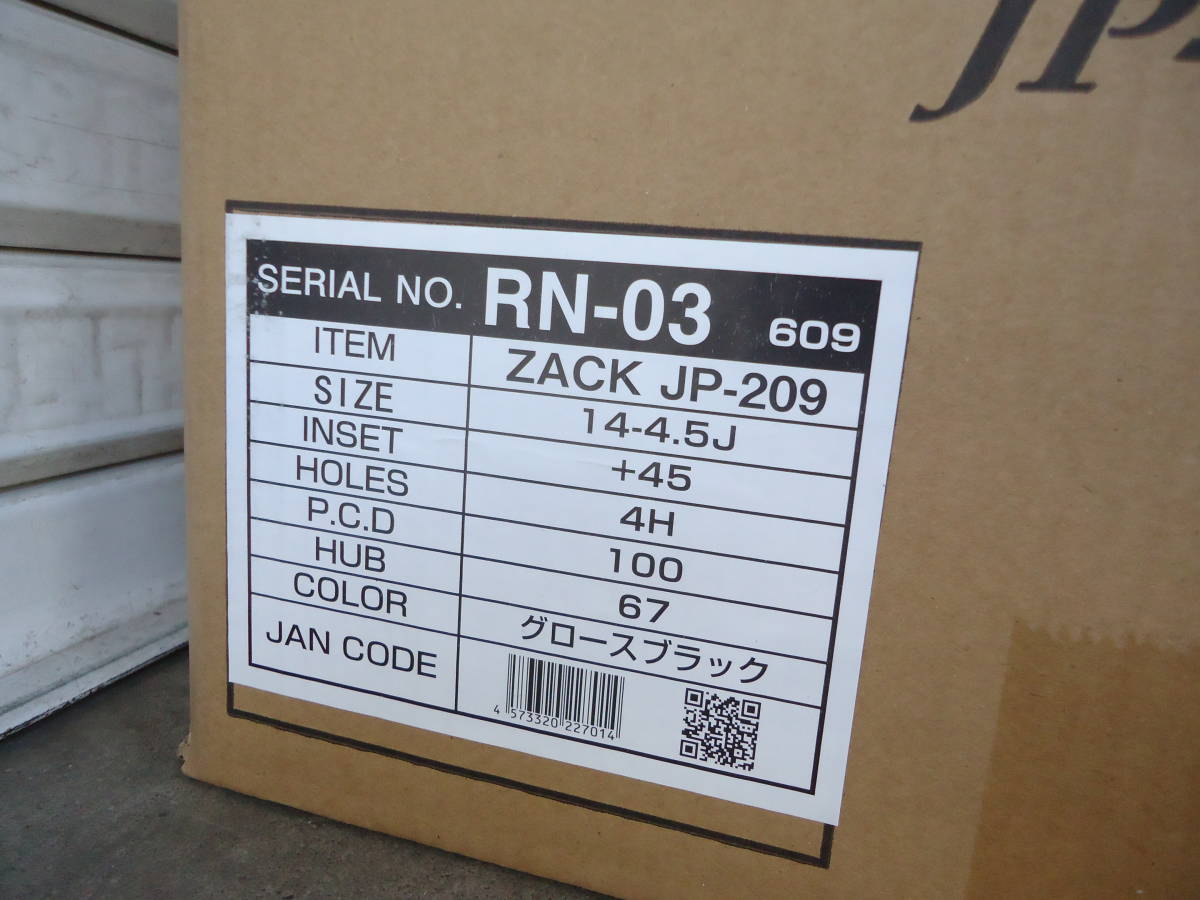 JP-
SERIAL NO. RN-03 609
ITEM ZACK JP-209
SIZE 14-4.5J
INSET +45
HOLES 4H
P.C.D 100
HUB 67
COLOR グロースブラック
JAN CODE
4 573320 227014